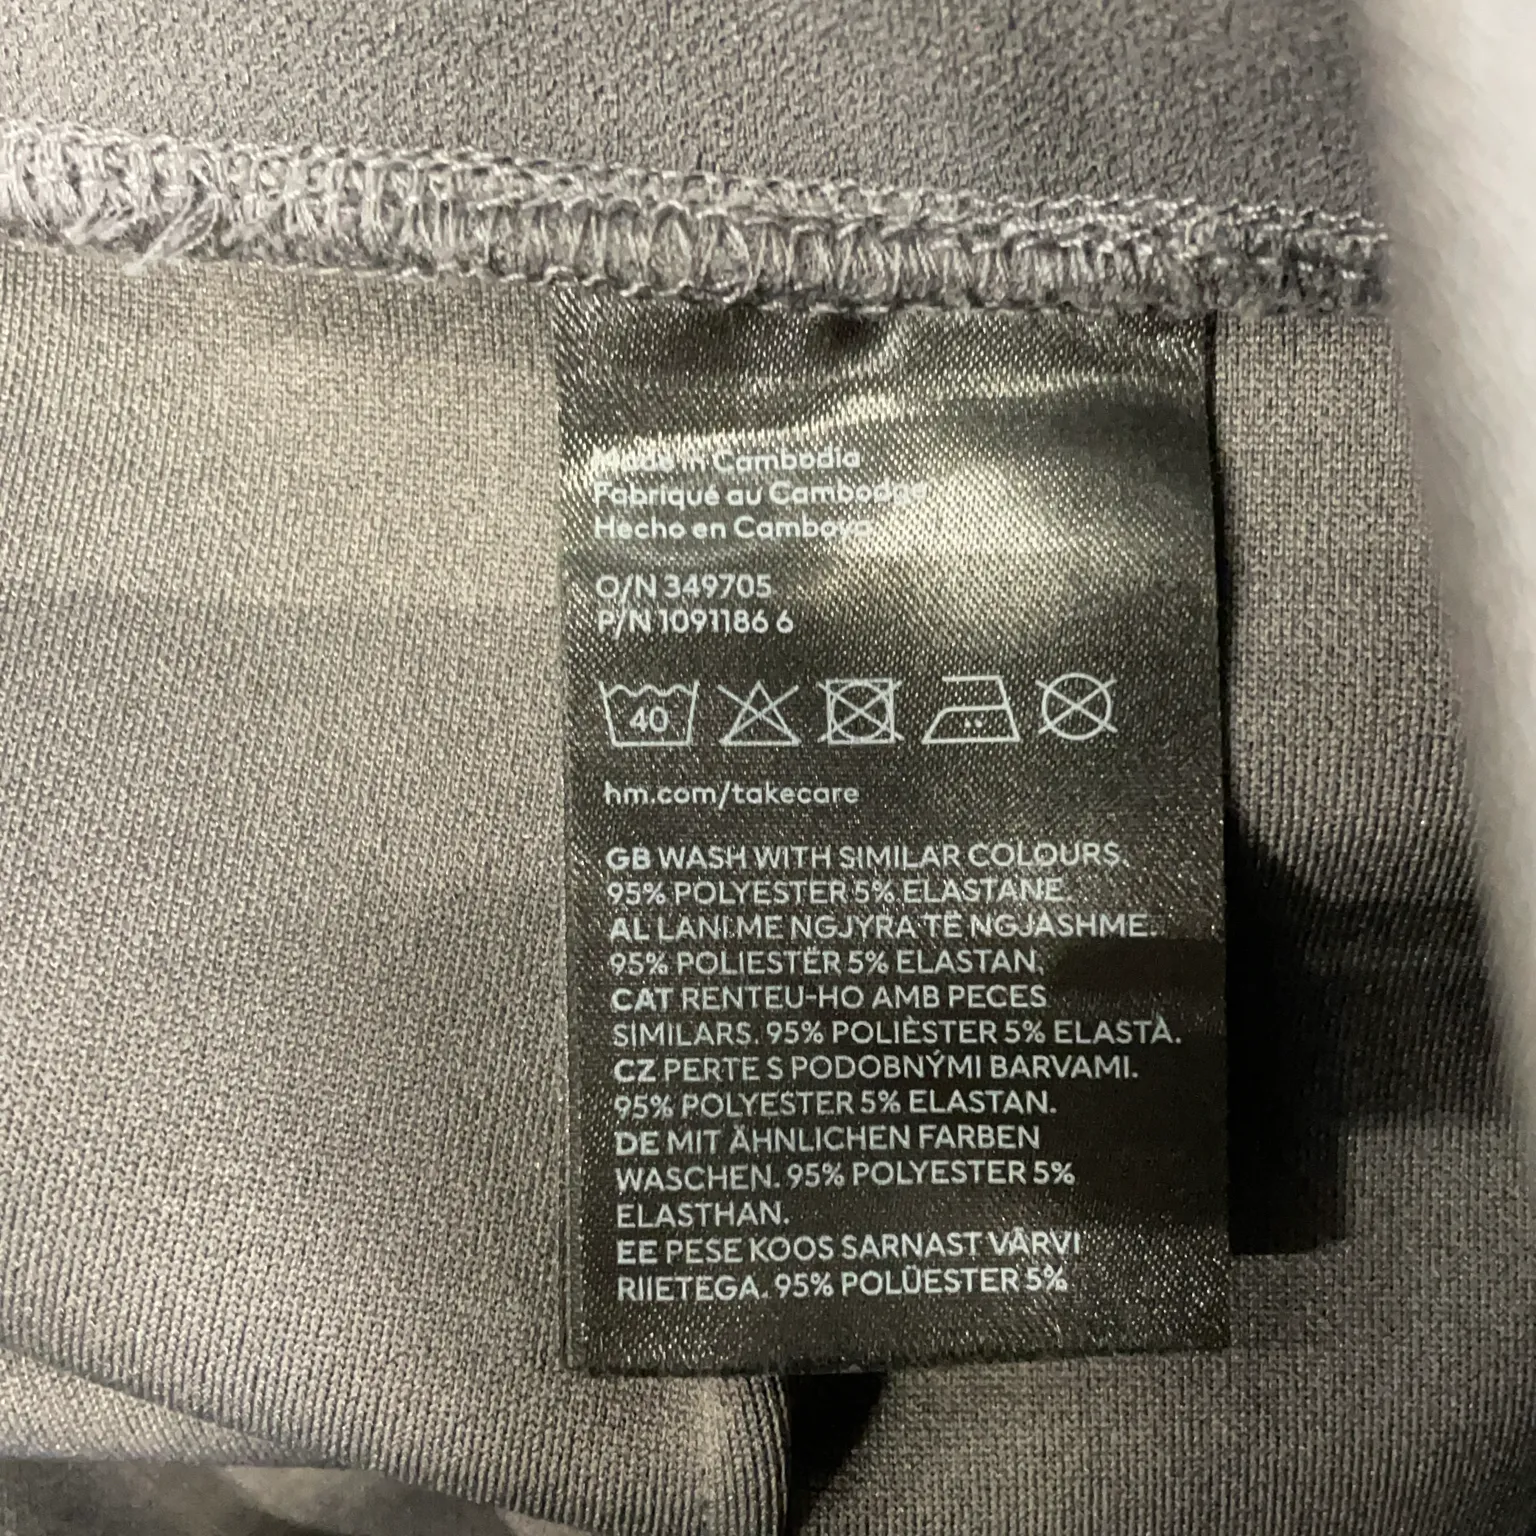 Made in Cambodia
Fabriqué au Cambodge
Hecho en Camboya
O/N 349705
P/N 1091186 6
40
hm.com/takecare
GB WASH WITH SIMILAR COLOURS.
95% POLYESTER 5% ELASTANE.
AL LANI ME NGJYRA TË NGJASHME.
95% POLIESTËR 5% ELASTAN.
CAT RENTEU-HO AMB PECES
SIMILARS. 95% POLIÈSTER 5% ELASTÀ.
CZ PERTE S PODOBNÝMI BARVAMI.
95% POLYESTER 5% ELASTAN.
DE MIT ÄHNLICHEN FARBEN
WASCHEN. 95% POLYESTER 5%
ELASTHAN.
EE PESE KOOS SARNAST VÄRVI
RIIETEGA. 95% POLÜESTER 5%